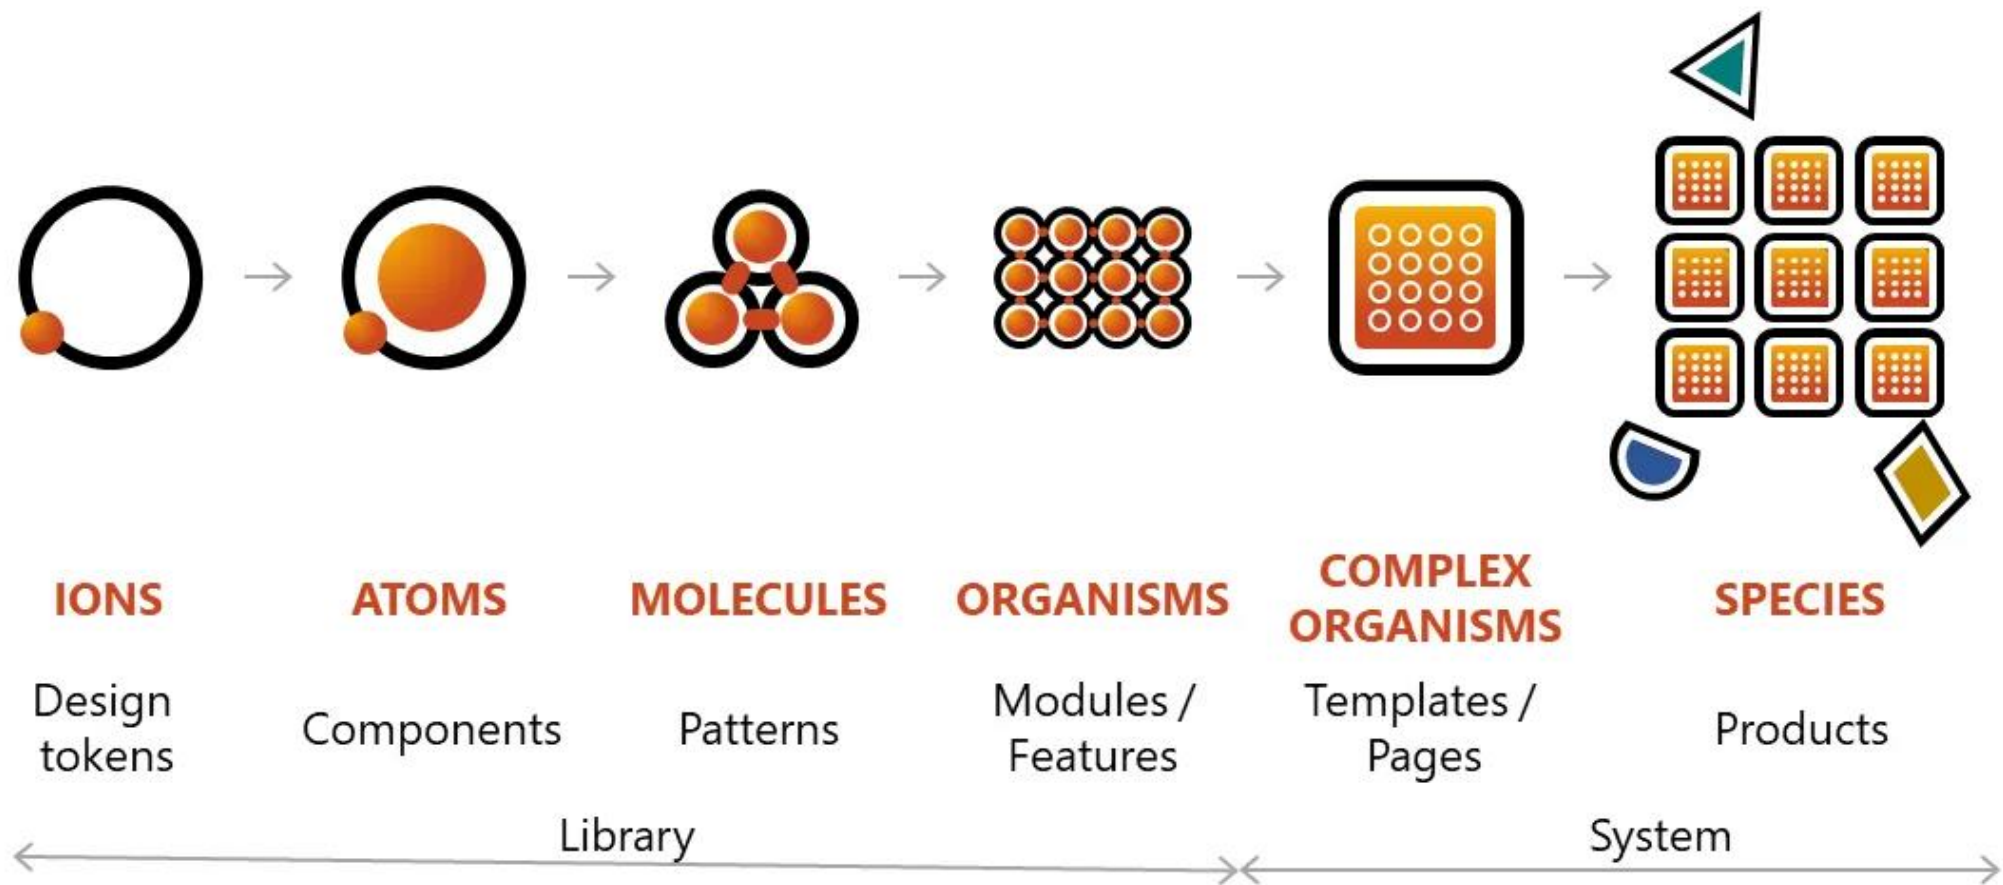 IONS
ATOMS
MOLECULES
ORGANISMS
COMPLEX
ORGANISMS
SPECIES
Design
tokens
Components
Patterns
Modules /
Features
Templates /
Pages
Products
Library
System